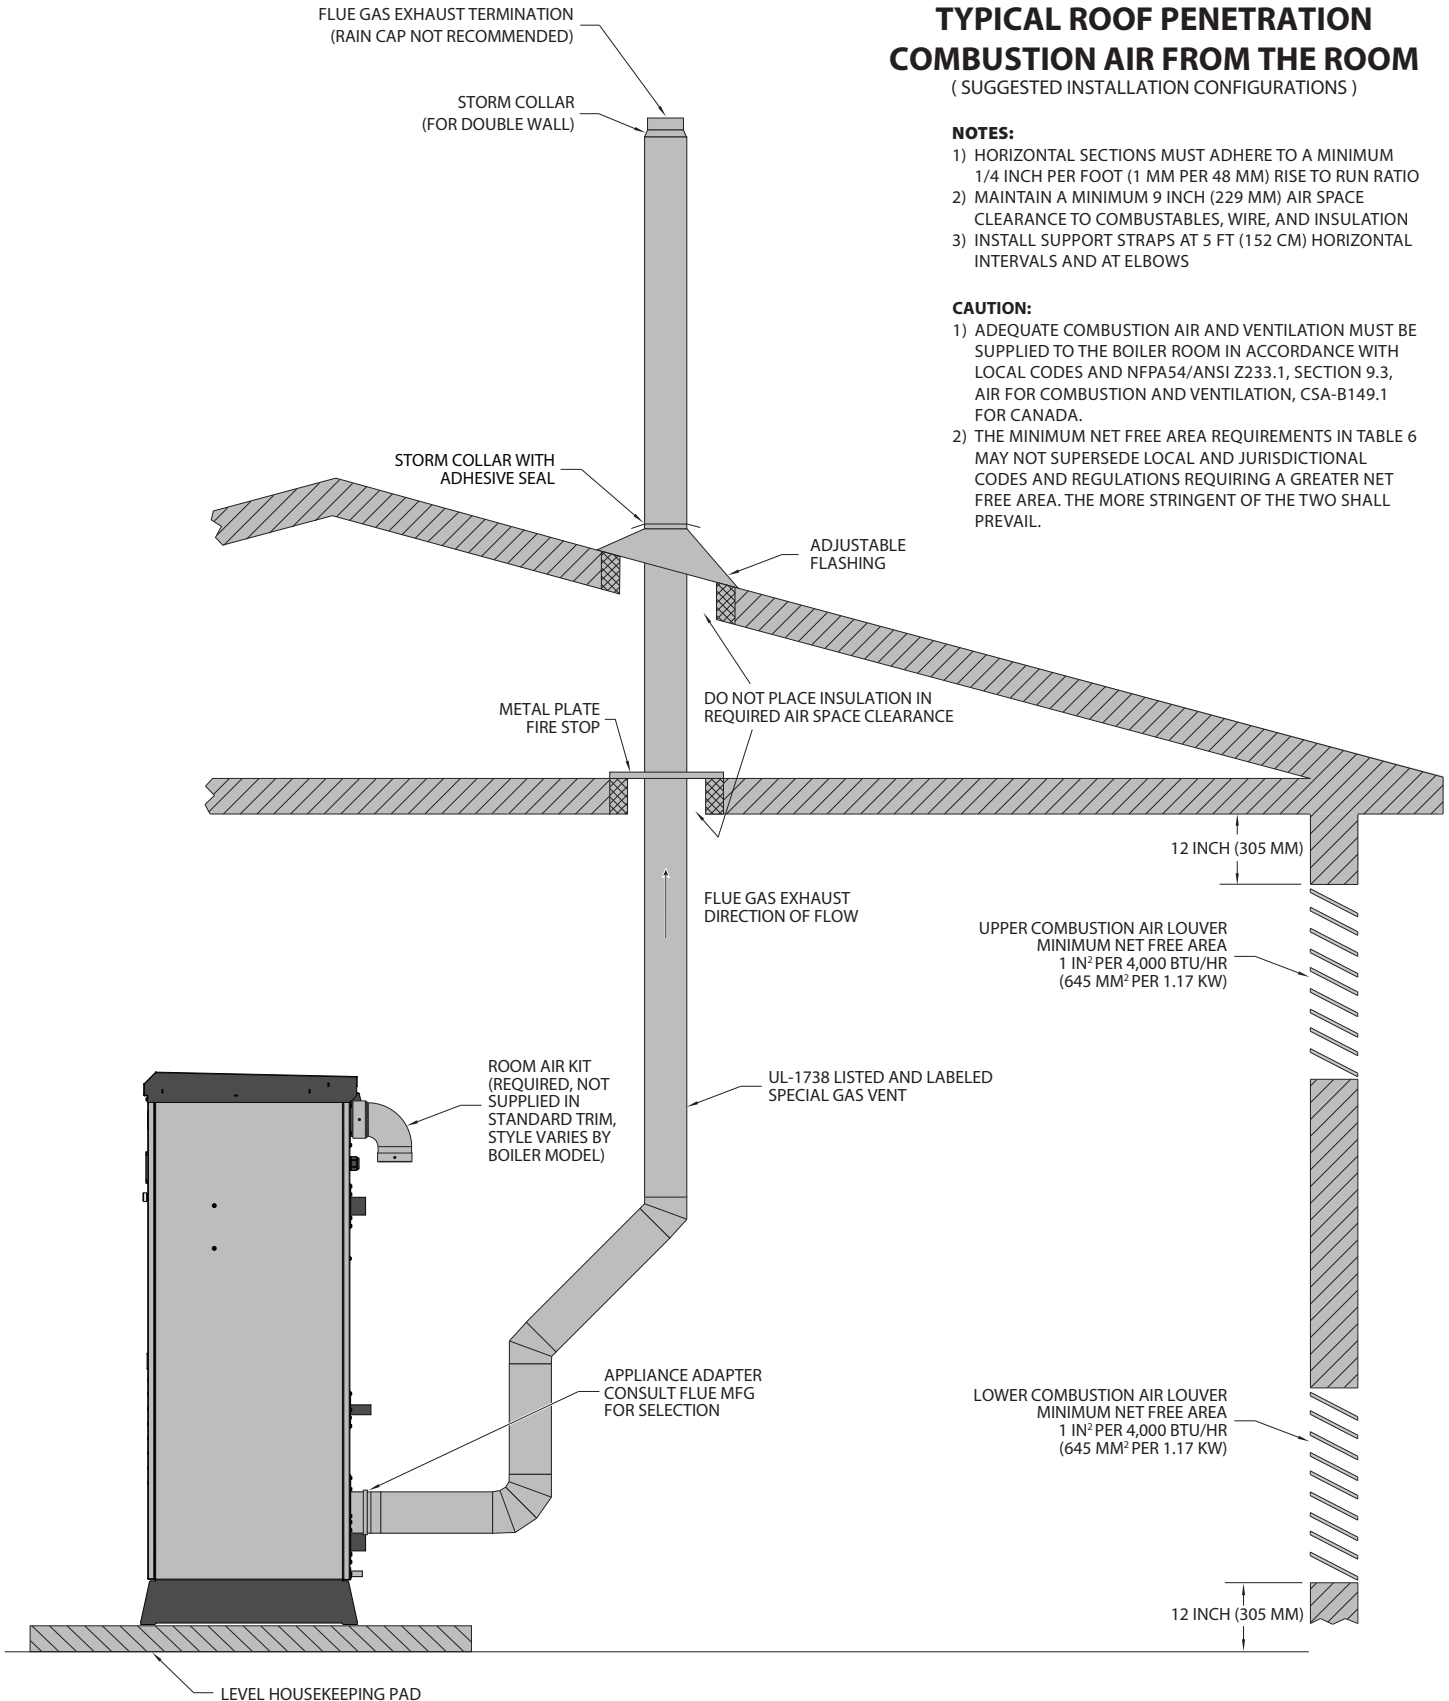 TYPICAL ROOF PENETRATION
COMBUSTION AIR FROM THE ROOM
( SUGGESTED INSTALLATION CONFIGURATIONS )
NOTES:
1) HORIZONTAL SECTIONS MUST ADHERE TO A MINIMUM
1/4 INCH PER FOOT (1 MM PER 48 MM) RISE TO RUN RATIO
2) MAINTAIN A MINIMUM 9 INCH (229 MM) AIR SPACE
CLEARANCE TO COMBUSTABLES, WIRE, AND INSULATION
3) INSTALL SUPPORT STRAPS AT 5 FT (152 CM) HORIZONTAL
INTERVALS AND AT ELBOWS
CAUTION:
1) ADEQUATE COMBUSTION AIR AND VENTILATION MUST BE
SUPPLIED TO THE BOILER ROOM IN ACCORDANCE WITH
LOCAL CODES AND NFPA54/ANSI Z233.1, SECTION 9.3,
AIR FOR COMBUSTION AND VENTILATION, CSA-B149.1
FOR CANADA.
2) THE MINIMUM NET FREE AREA REQUIREMENTS IN TABLE 6
MAY NOT SUPERSEDE LOCAL AND JURISDICTIONAL
CODES AND REGULATIONS REQUIRING A GREATER NET
FREE AREA. THE MORE STRINGENT OF THE TWO SHALL
PREVAIL.
FLUE GAS EXHAUST TERMINATION
(RAIN CAP NOT RECOMMENDED)
STORM COLLAR
(FOR DOUBLE WALL)
STORM COLLAR WITH
ADHESIVE SEAL
ADJUSTABLE
FLASHING
METAL PLATE
FIRE STOP
DO NOT PLACE INSULATION IN
REQUIRED AIR SPACE CLEARANCE
12 INCH (305 MM)
FLUE GAS EXHAUST
DIRECTION OF FLOW
UPPER COMBUSTION AIR LOUVER
MINIMUM NET FREE AREA
1 IN² PER 4,000 BTU/HR
(645 MM² PER 1.17 KW)
ROOM AIR KIT
(REQUIRED, NOT
SUPPLIED IN
STANDARD TRIM,
STYLE VARIES BY
BOILER MODEL)
UL-1738 LISTED AND LABELED
SPECIAL GAS VENT
APPLIANCE ADAPTER
CONSULT FLUE MFG
FOR SELECTION
LOWER COMBUSTION AIR LOUVER
MINIMUM NET FREE AREA
1 IN² PER 4,000 BTU/HR
(645 MM² PER 1.17 KW)
12 INCH (305 MM)
LEVEL HOUSEKEEPING PAD